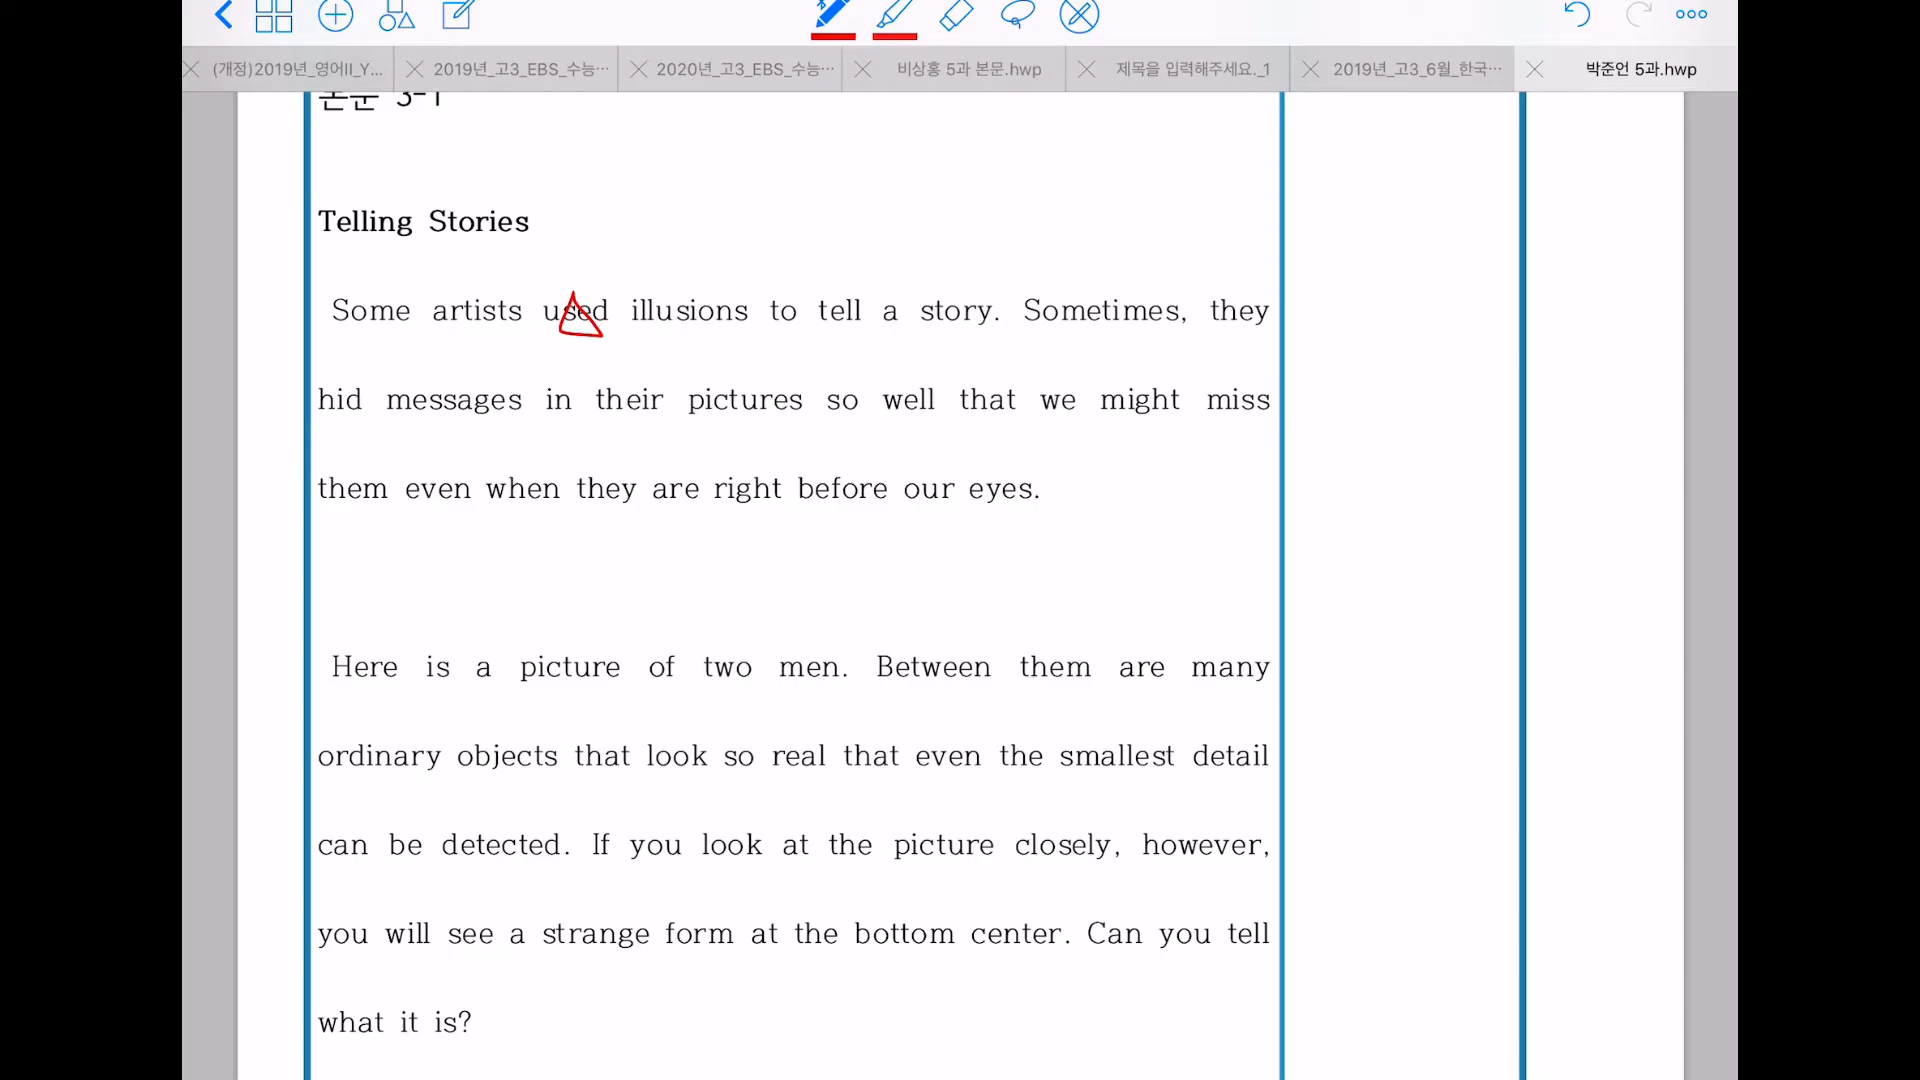 (개정)2019년_영어II_Y...
2019년_고3_EBS_수능...
2020년_고3_EBS_수능...
비상홍 5과 본문.hwp
제목을 입력해주세요._1
2019년_고3_6월_한국...
박준언 5과.hwp
본문 3-1
Telling Stories
Some artists used illusions to tell a story. Sometimes, they
hid messages in their pictures so well that we might miss
them even when they are right before our eyes.
Here is a picture of two men. Between them are many
ordinary objects that look so real that even the smallest detail
can be detected. If you look at the picture closely, however,
you will see a strange form at the bottom center. Can you tell
what it is?